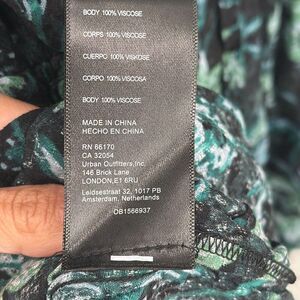 BODY 100% VISCOSE
CORPS 100% VISCOSE
CUERPO 100% VISKOSE
CORPO 100% VISCOSA
BODY 100% VISCOSE
MADE IN CHINA
HECHO EN CHINA
RN 66170
CA 32054
Urban Outfitters,Inc.
146 Brick Lane
LONDON,E1 6RU
Leidsestraat 32, 1017 PB
Amsterdam, Netherlands
OB1566937